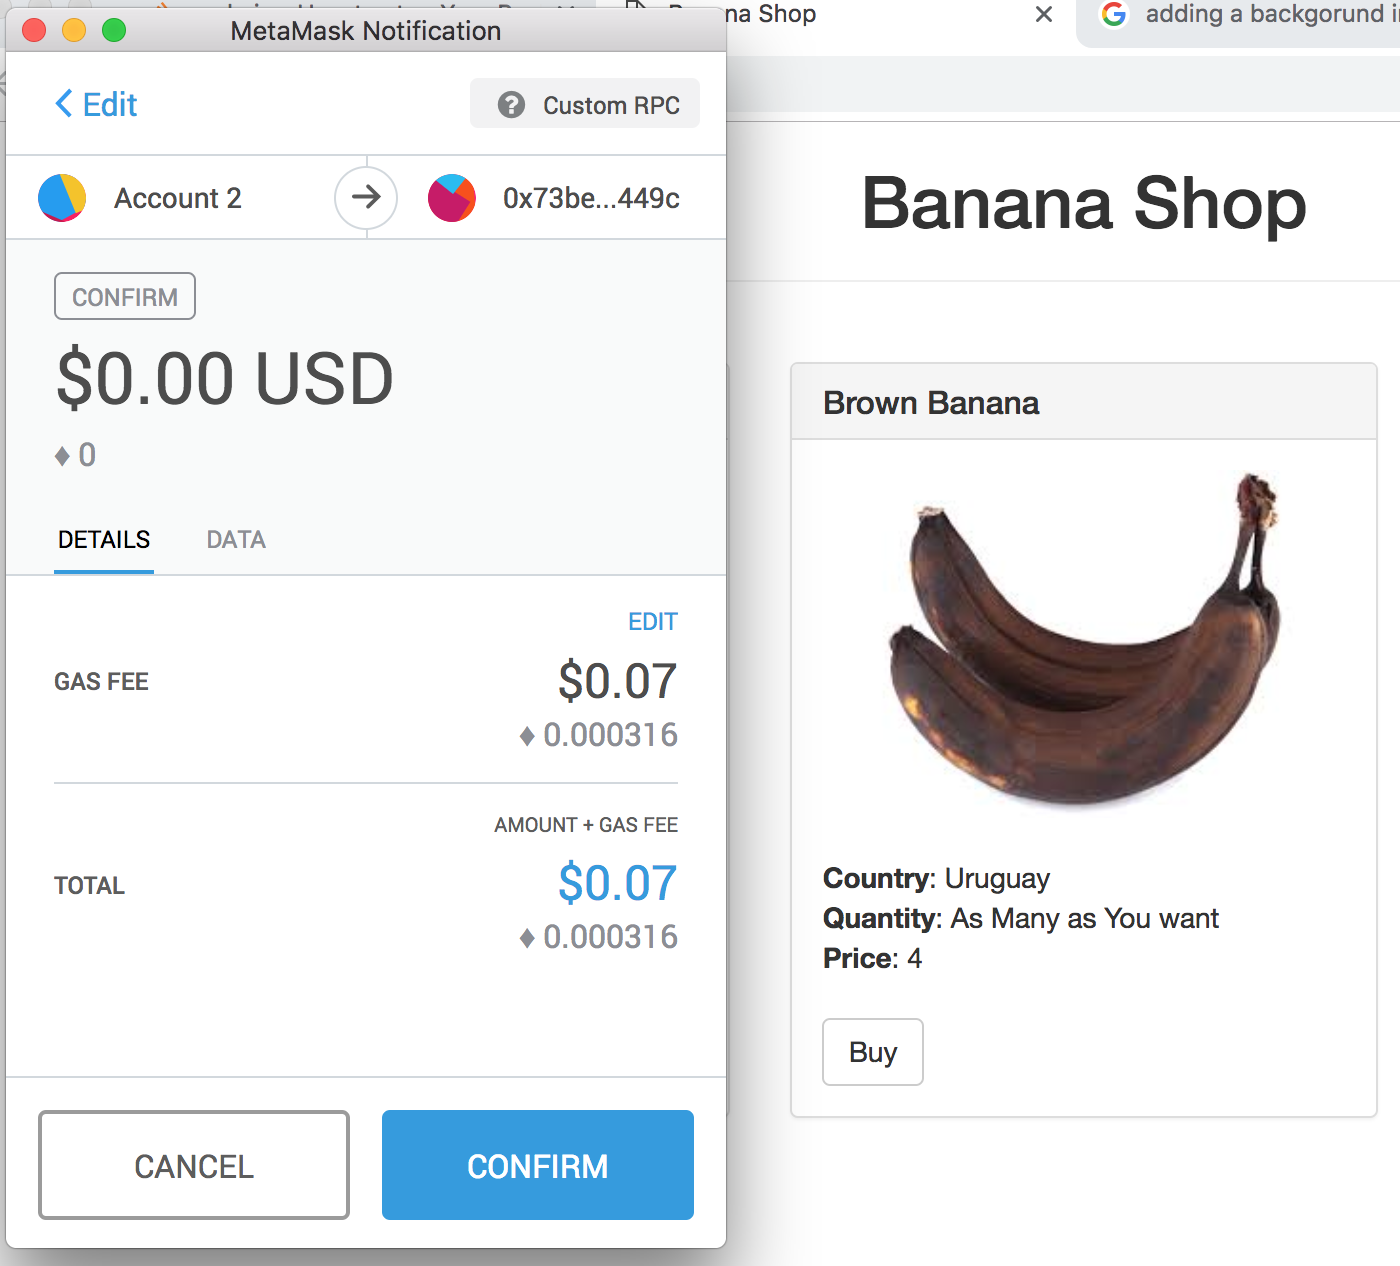 MetaMask Notification
na Shop
adding a backgorund i
Edit
? Custom RPC
Account 2
0x73be...449c
CONFIRM
$0.00 USD
♦ 0
DETAILS
DATA
EDIT
GAS FEE
$0.07
♦ 0.000316
AMOUNT + GAS FEE
TOTAL
$0.07
♦ 0.000316
CANCEL
CONFIRM
Banana Shop
Brown Banana
Country: Uruguay
Quantity: As Many as You want
Price: 4
Buy